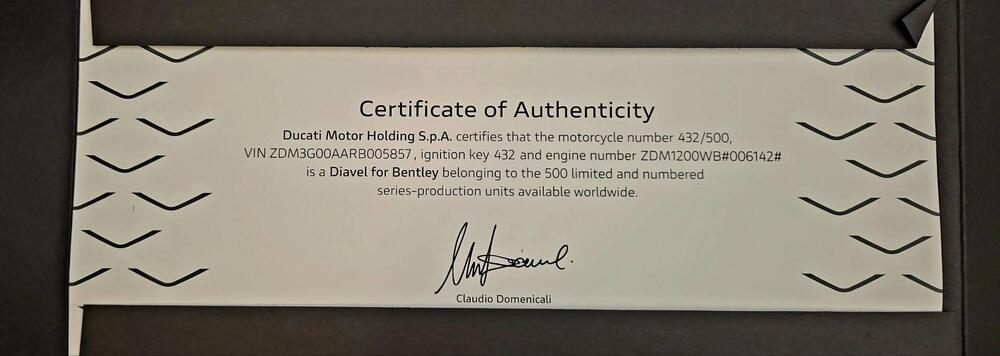 Certificate of Authenticity
Ducati Motor Holding S.p.A. certifies that the motorcycle number 432/500,
VIN ZDM3G00AARB005857, ignition key 432 and engine number ZDM1200WB#006142#
is a Diavel for Bentley belonging to the 500 limited and numbered
series-production units available worldwide.
Claudio Domenicali